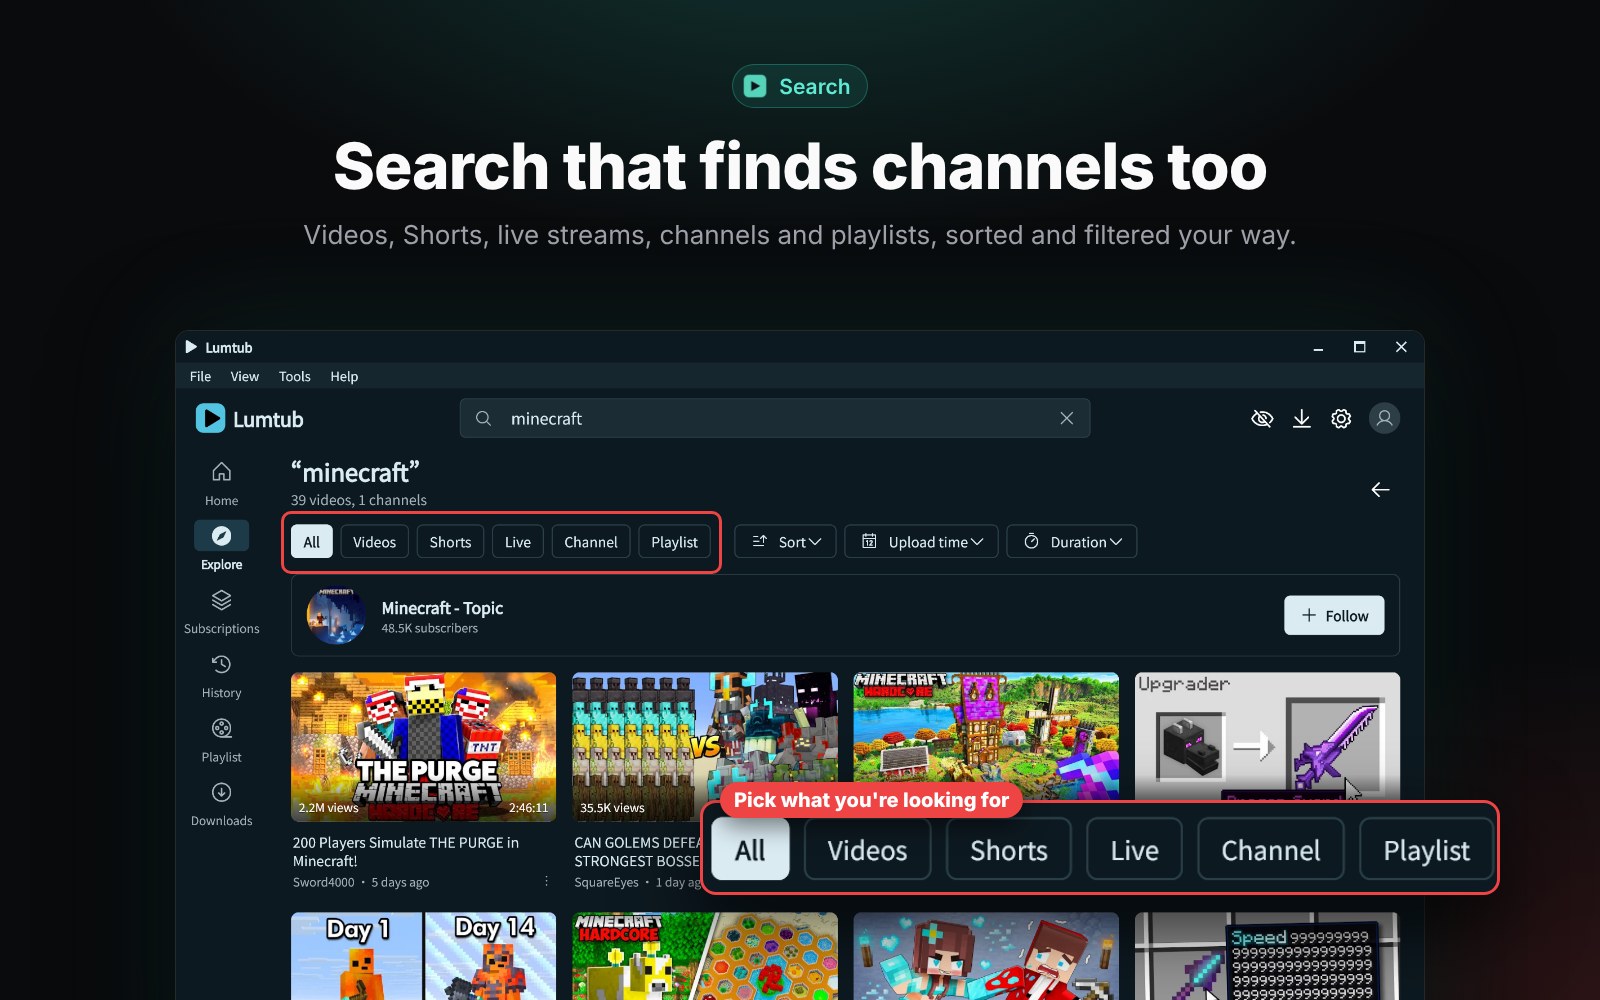 Search
Search that finds channels too
Videos, Shorts, live streams, channels and playlists, sorted and filtered your way.
Lumtub
File View Tools Help
Lumtub
minecraft
“minecraft”
39 videos, 1 channels
All Videos Shorts Live Channel Playlist Sort Upload time Duration
Home
Explore
Subscriptions
History
Playlist
Downloads
Minecraft - Topic
48.5K subscribers
Follow
THE PURGE
MINECRAFT
HARDCORE
TNT
2.2M views 2:46:11
200 Players Simulate THE PURGE in
Minecraft!
Sword4000 • 5 days ago
VS
35.5K views
CAN GOLEMS DEFEA
STRONGEST BOSSE
SquareEyes • 1 day ag
MINECRAFT
HARDCORE
Upgrader
Pick what you're looking for
All Videos Shorts Live Channel Playlist
Day 1 Day 14
MINECRAFT
HARDCORE
Speed 999999999